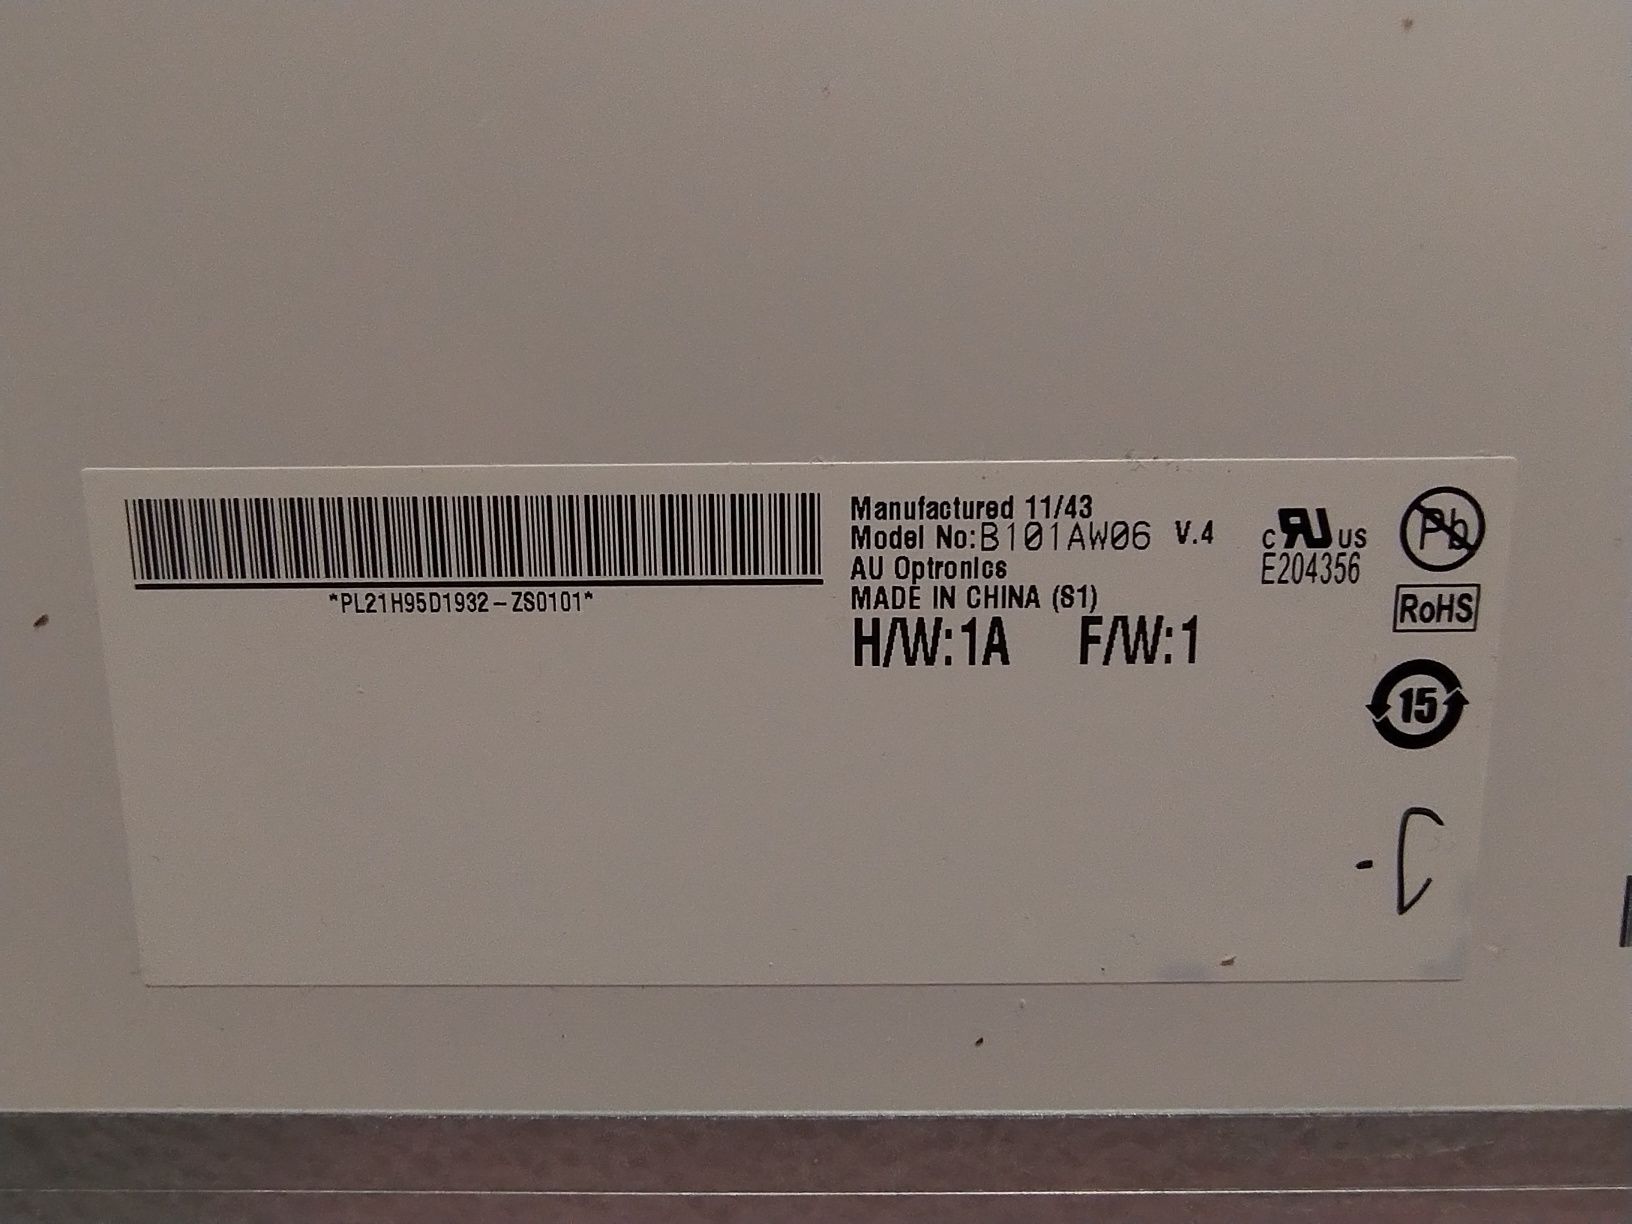 *PL21H95D1932-ZS0101*
Manufactured 11/43
Model No:B101AW06 V.4
AU Optronics
MADE IN CHINA (S1)
H/W:1A F/W:1
c RU US
E204356
Pb
RoHS
15